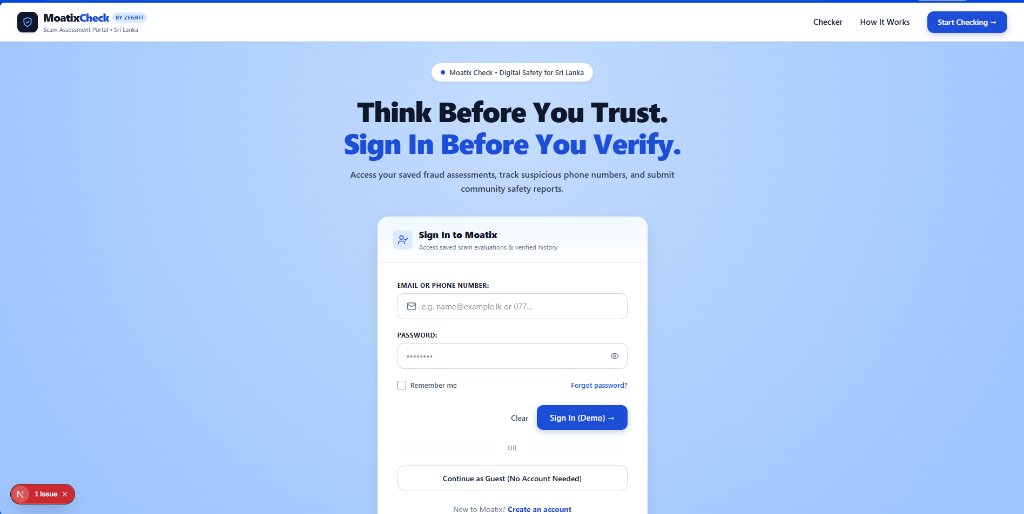 MoatixCheck BY ZEGBIT
Scam Assessment Portal • Sri Lanka
Checker
How It Works
Start Checking →
Moatix Check • Digital Safety for Sri Lanka
Think Before You Trust.
Sign In Before You Verify.
Access your saved fraud assessments, track suspicious phone numbers, and submit
community safety reports.
Sign In to Moatix
Access saved scam evaluations & verified history
EMAIL OR PHONE NUMBER:
e.g. name@example.lk or 077...
PASSWORD:
••••••••
Remember me
Forgot password?
Clear
Sign In (Demo) →
OR
Continue as Guest (No Account Needed)
New to Moatix? Create an account
N 1 Issue ×